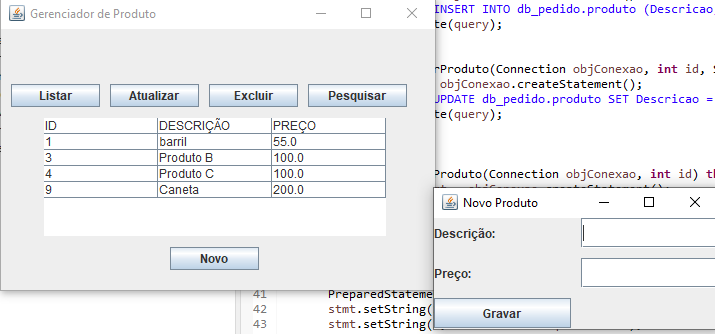 Gerenciador de Produto
Listar Atualizar Excluir Pesquisar
ID DESCRIÇÃO PREÇO
1 barril 55.0
3 Produto B 100.0
4 Produto C 100.0
9 Caneta 200.0
Novo
INSERT INTO db_pedido.produto (Descricao,
te(query);
rProduto(Connection objConexao, int id, S
objConexao.createStatement();
UPDATE db_pedido.produto SET Descricao =
te(query);
Produto(Connection objConexao, int id) th
Novo Produto
Descrição:
Preço:
Gravar
41 PreparedStateme
42 stmt.setString(
43 stmt.setString(